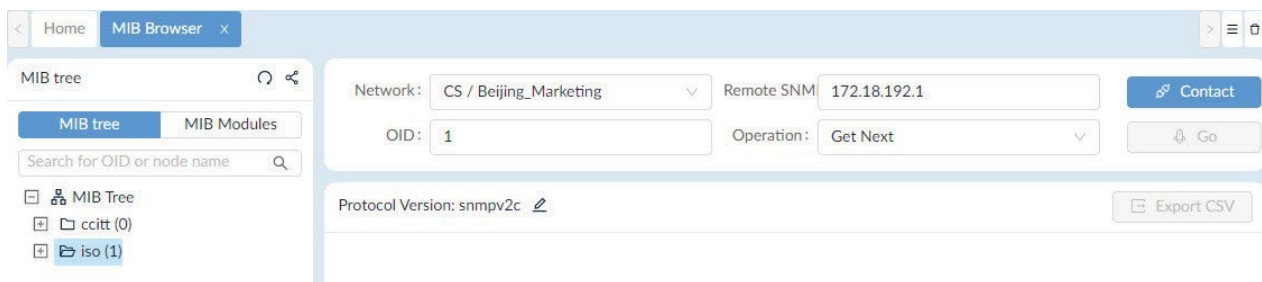 Home MIB Browser x
MIB tree
MIB tree MIB Modules
Search for OID or node name
MIB Tree
ccitt (0)
iso (1)
Network: CS / Beijing_Marketing Remote SNM 172.18.192.1 Contact
OID: 1 Operation: Get Next Go
Protocol Version: snmpv2c Export CSV